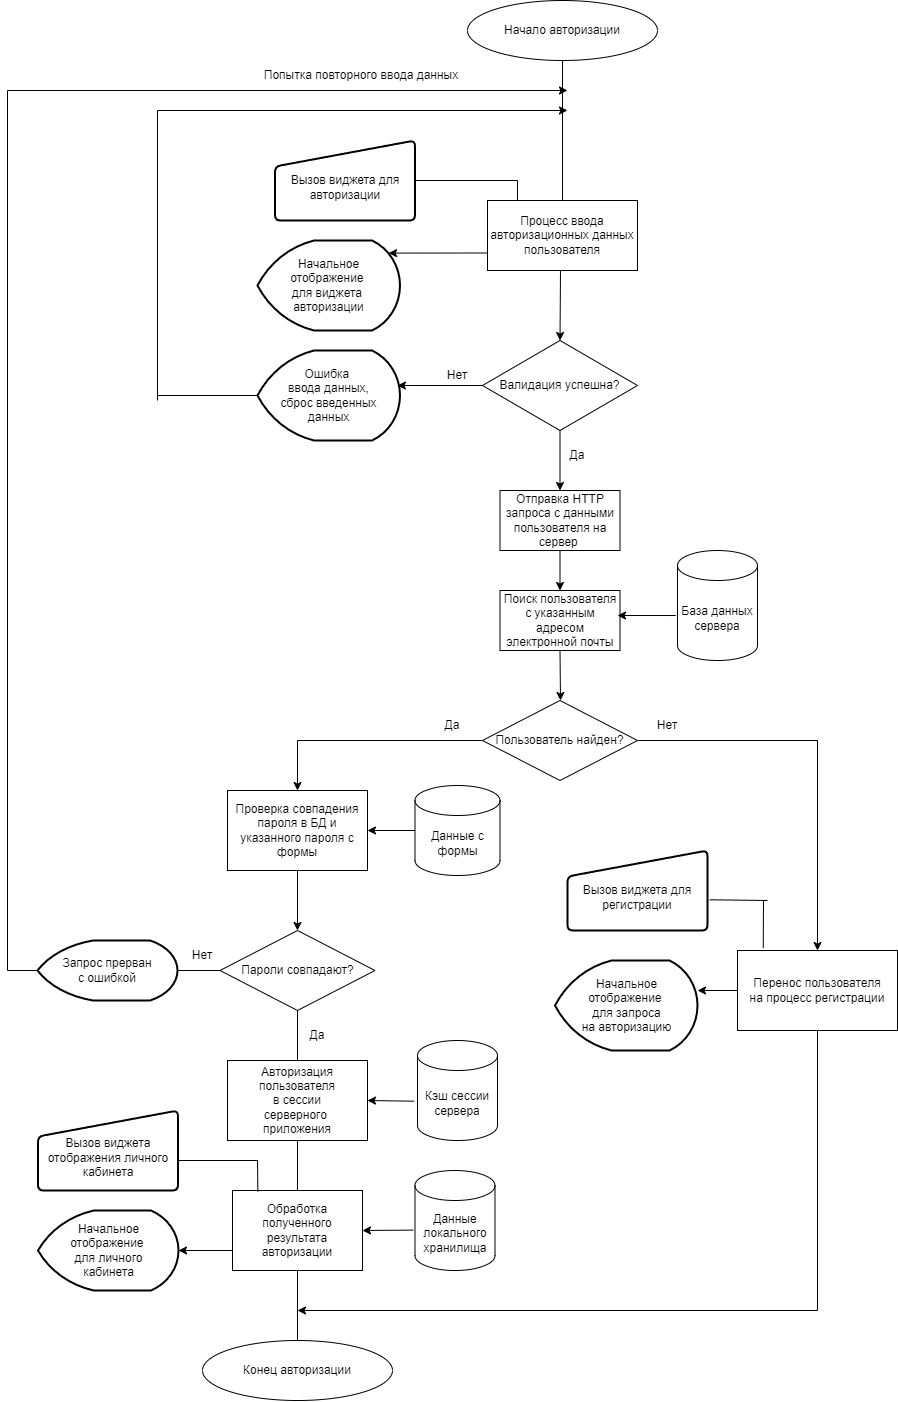 Начало авторизации
Попытка повторного ввода данных
Вызов виджета для
авторизации
Процесс ввода
авторизационных данных
пользователя
Начальное
отображение
для виджета
авторизации
Ошибка
ввода данных,
сброс введенных
данных
Нет
Валидация успешна?
Да
Отправка HTTP
запроса с данными
пользователя на
сервер
Поиск пользователя
с указанным
адресом
электронной почты
База данных
сервера
Да
Пользователь найден?
Нет
Проверка совпадения
пароля в БД и
указанного пароля с
формы
Данные с
формы
Вызов виджета для
регистрации
Запрос прерван
с ошибкой
Нет
Пароли совпадают?
Начальное
отображение
для запроса
на авторизацию
Перенос пользователя
на процесс регистрации
Да
Авторизация
пользователя
в сессии
серверного
приложения
Кэш сессии
сервера
Вызов виджета
отображения личного
кабинета
Начальное
отображение
для личного
кабинета
Обработка
полученного
результата
авторизации
Данные
локального
хранилища
Конец авторизации